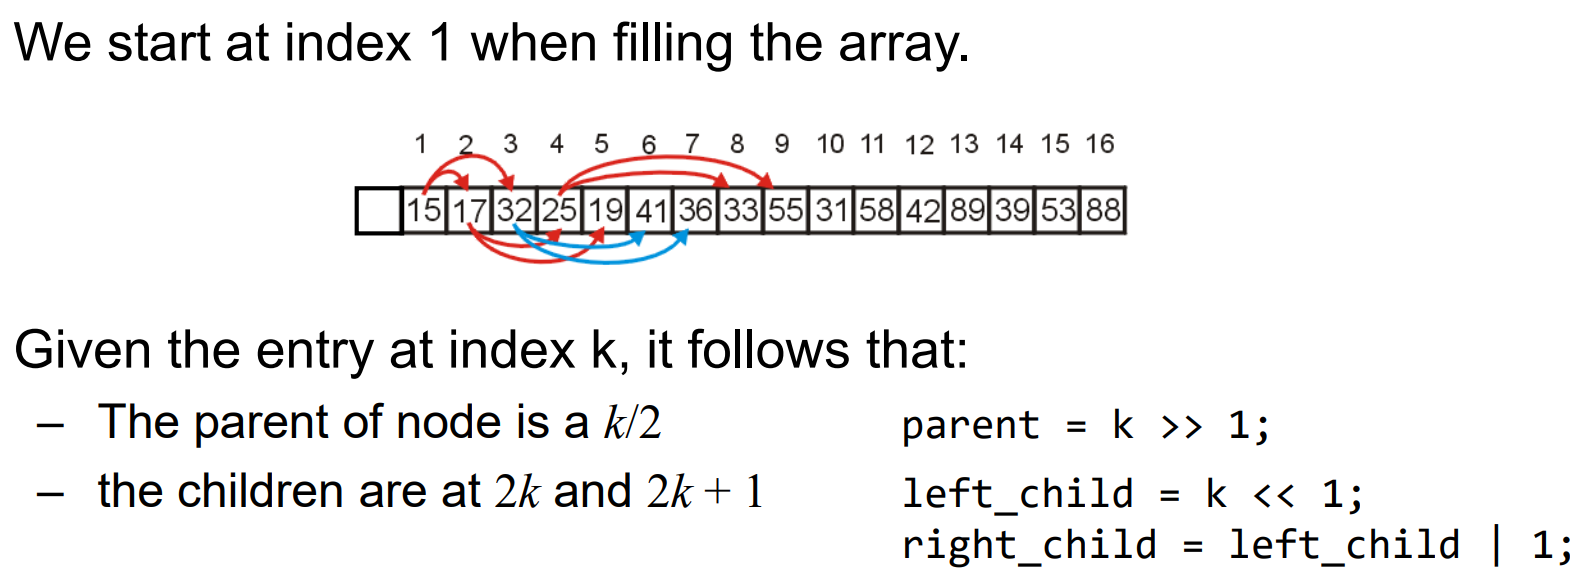 We start at index 1 when filling the array.
1 2 3 4 5 6 7 8 9 10 11 12 13 14 15 16
15 17 32 25 19 41 36 33 55 31 58 42 89 39 53 88
Given the entry at index k, it follows that:
– The parent of node is a k/2 parent = k >> 1;
– the children are at 2k and 2k + 1 left_child = k << 1;
right_child = left_child | 1;